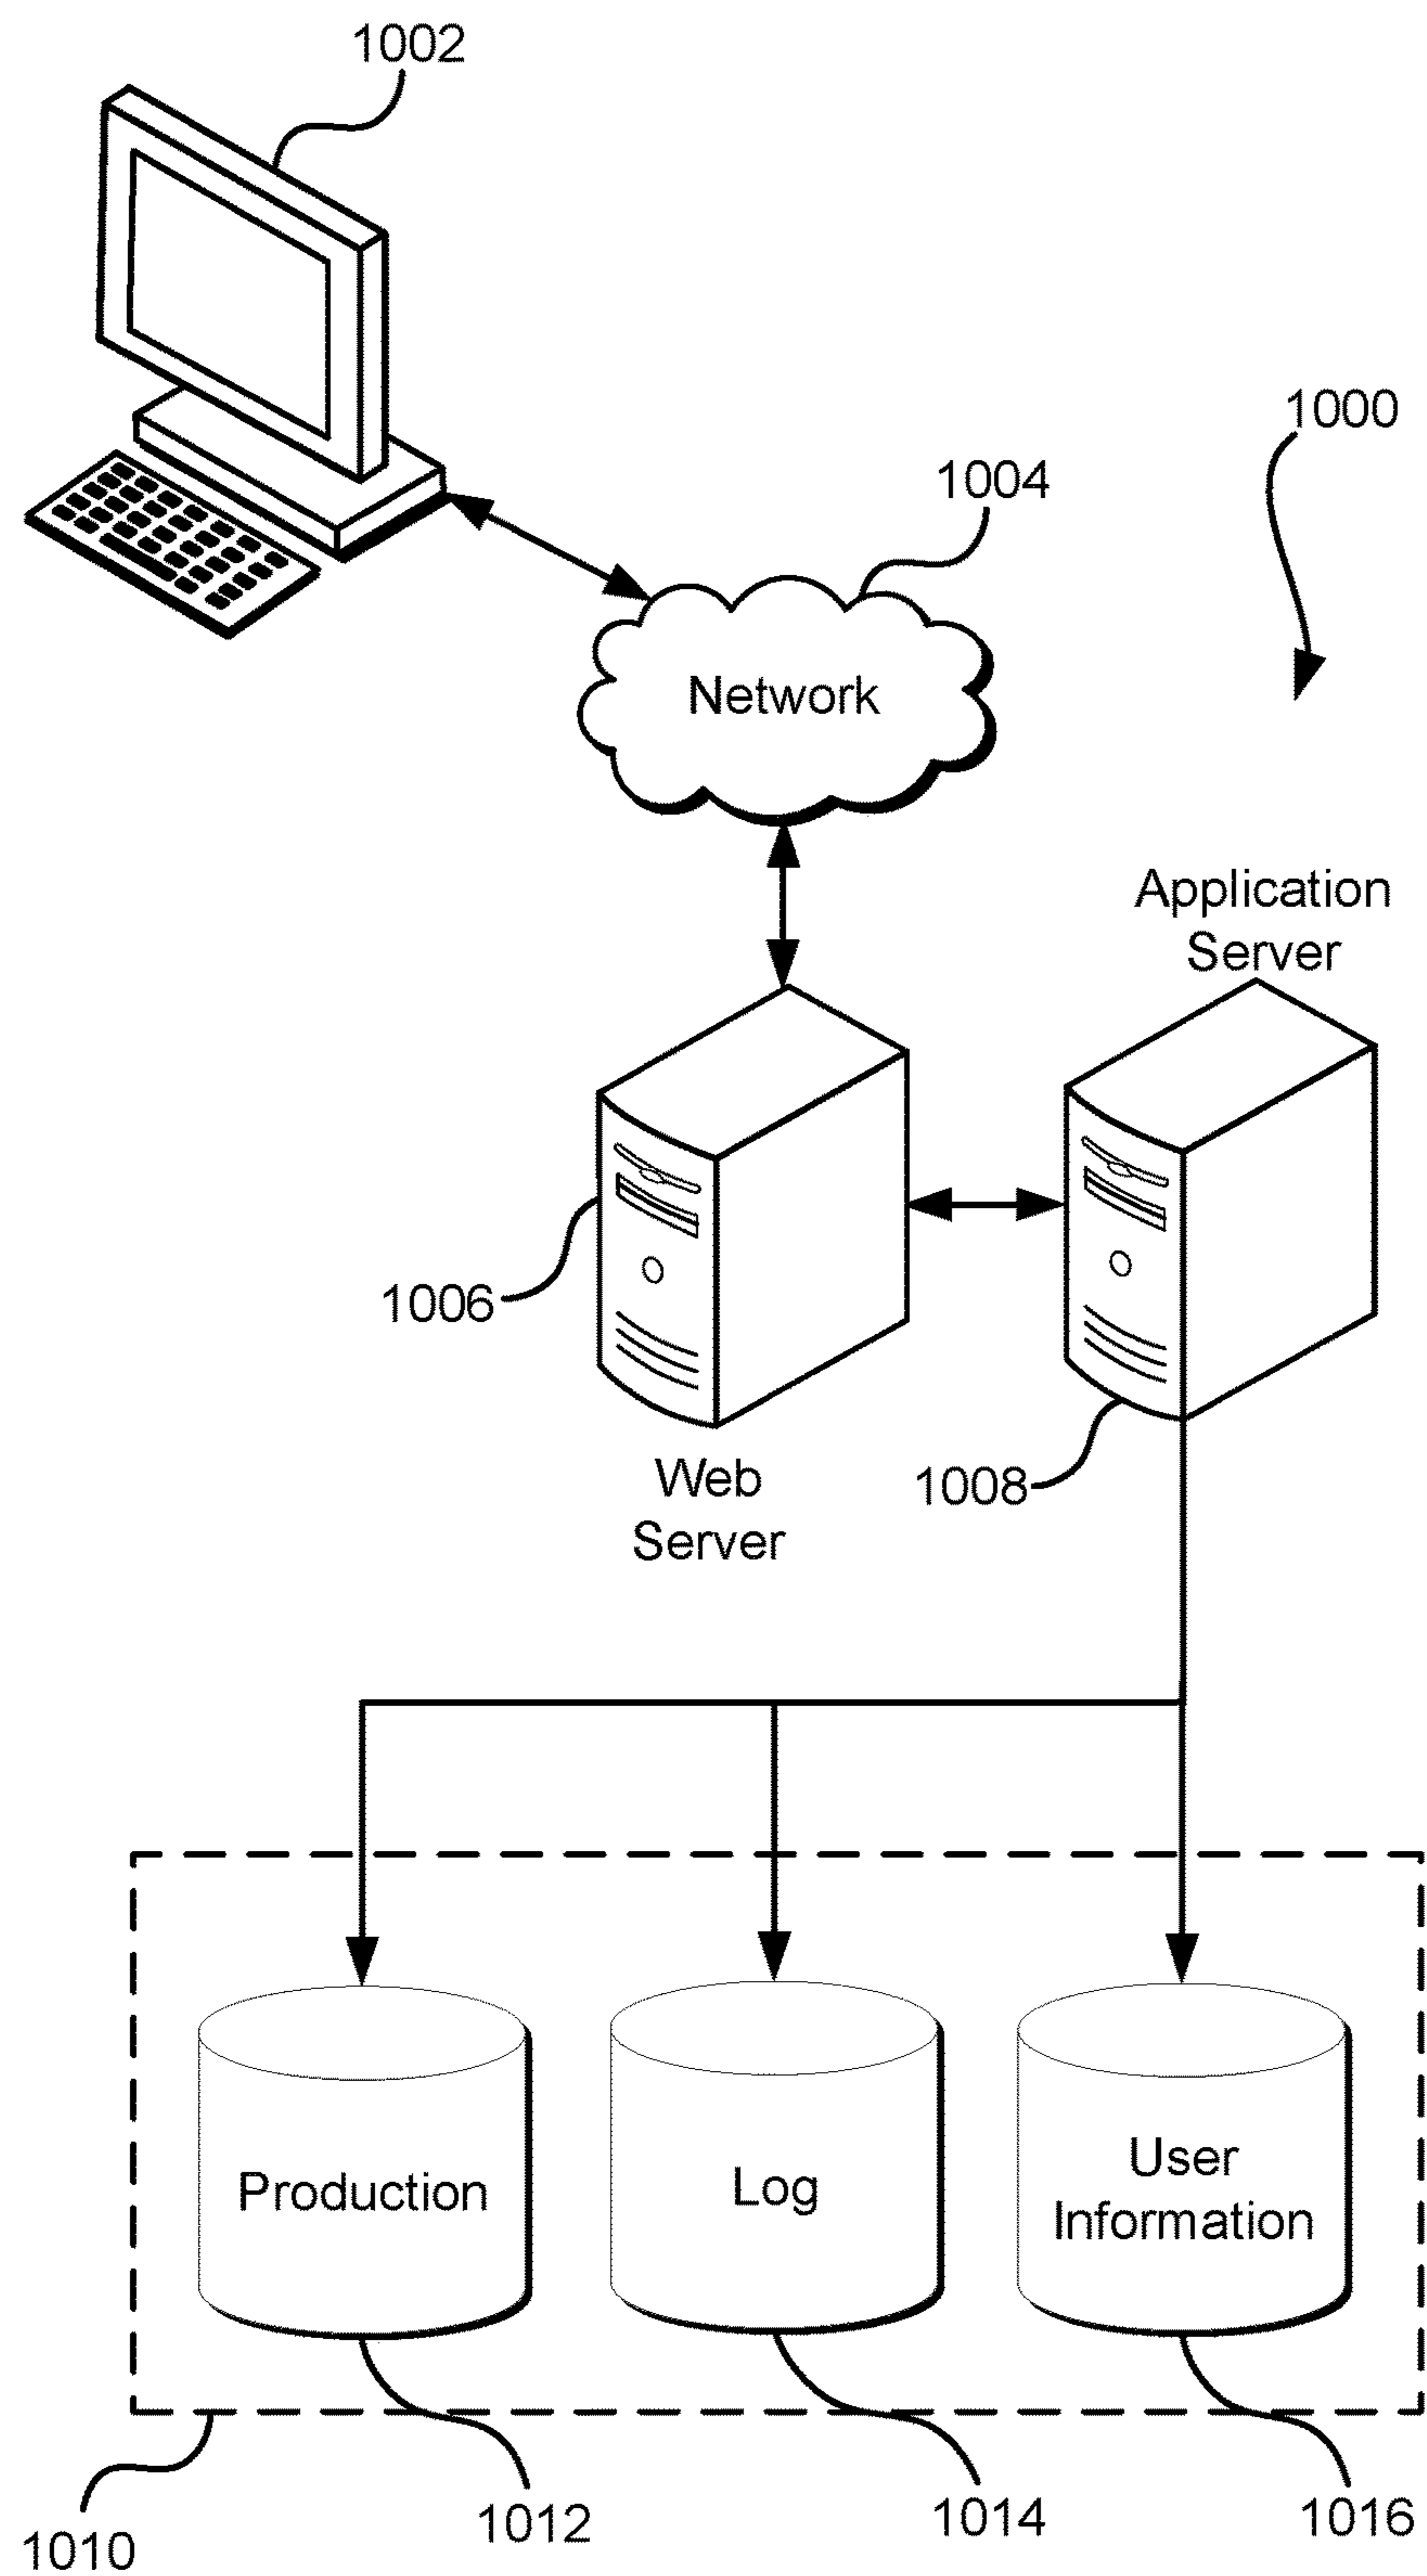 1002
1000
1004
Network
Application
Server
1006
Web
Server
1008
Production
Log
User
Information
1010
1012
1014
1016